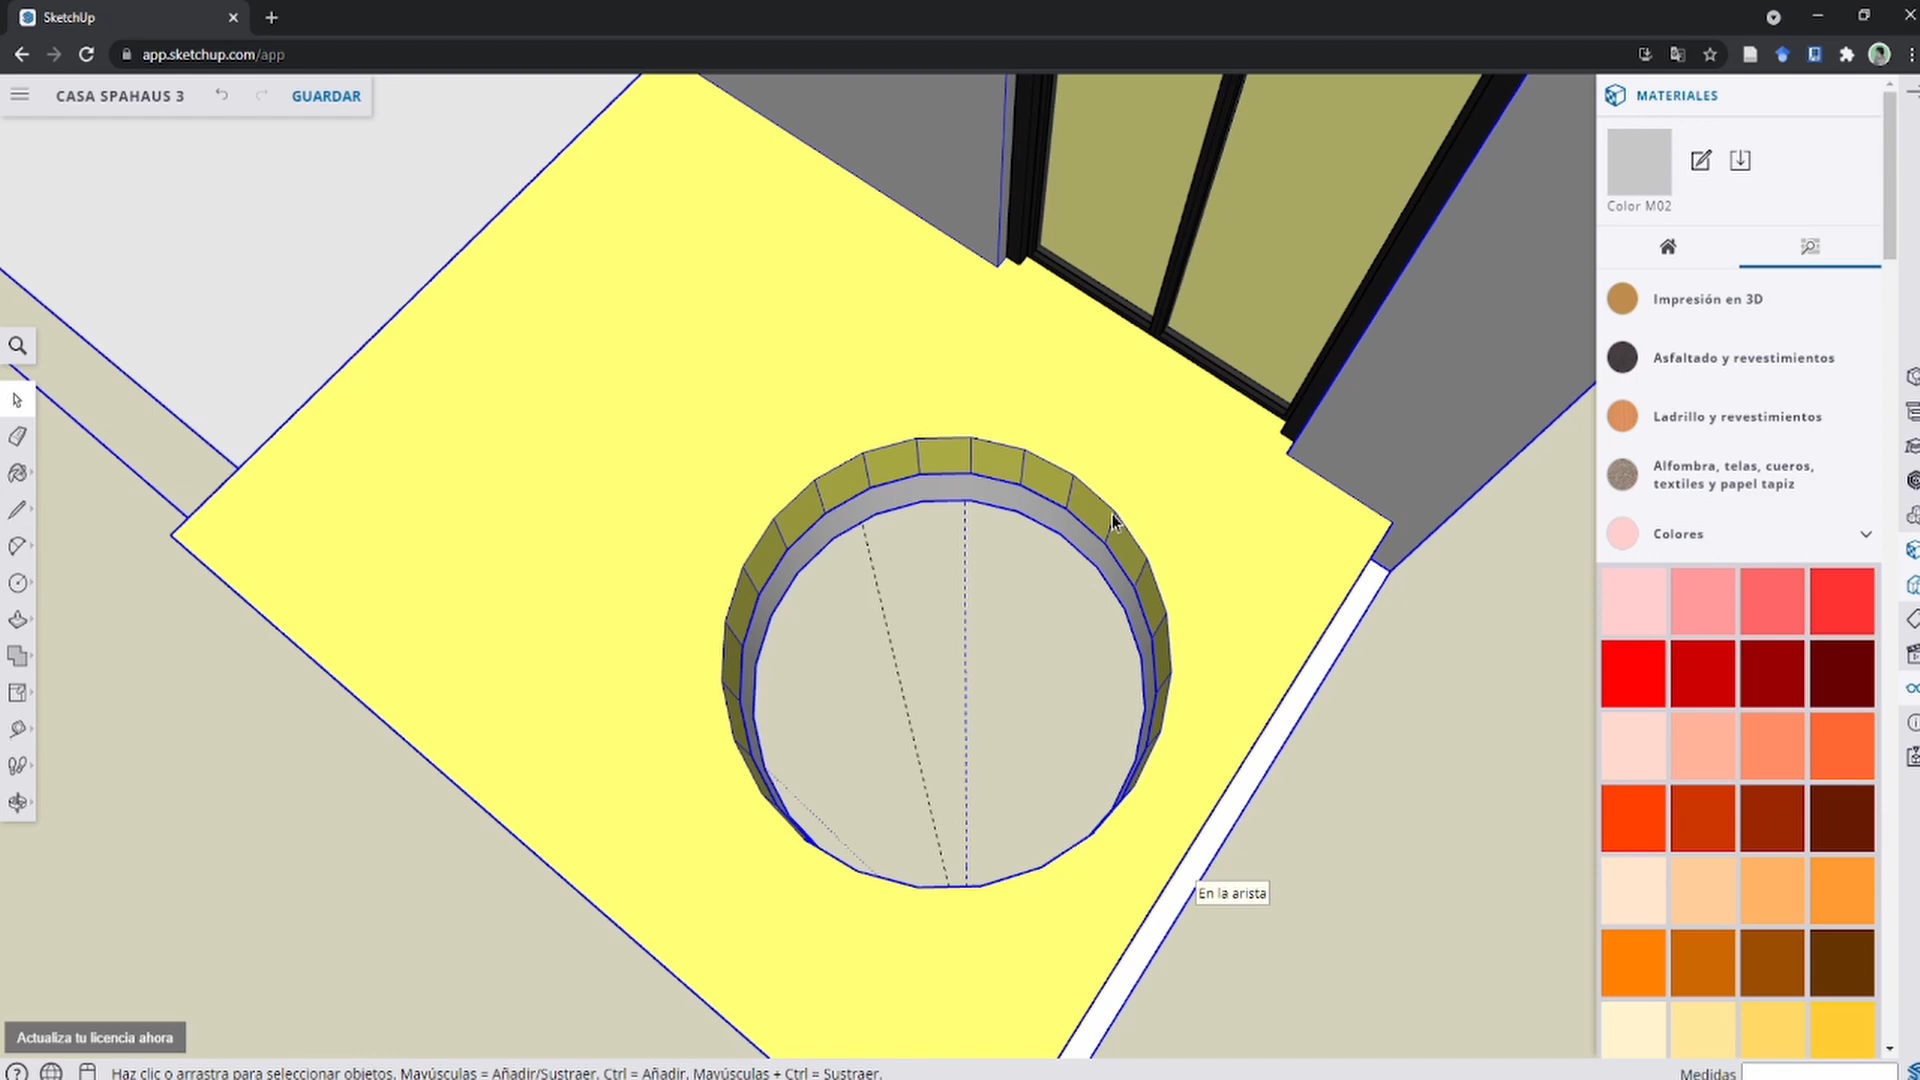 SketchUp
app.sketchup.com/app
CASA SPAHAUS 3
GUARDAR
MATERIALES
Color M02
Impresión en 3D
Asfaltado y revestimientos
Ladrillo y revestimientos
Alfombra, telas, cueros,
textiles y papel tapiz
Colores
En la arista
Actualiza tu licencia ahora
Haz clic o arrastra para seleccionar objetos. Mayúsculas = Añadir/Sustraer. Ctrl = Añadir. Mayúsculas + Ctrl = Sustraer.
Medidas